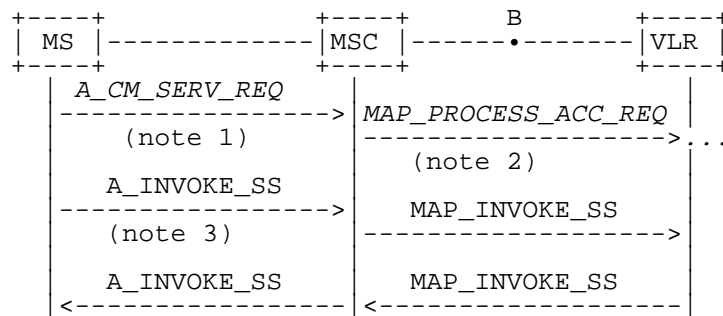 +----+               +----+       B       +----+
| MS |---------------|MSC |-------•-------|VLR |
+----+               +----+               +----+
A_CM_SERV_REQ
------------------>
MAP_PROCESS_ACC_REQ
(note 1)
-------------------->...
A_INVOKE_SS
(note 2)
------------------>
MAP_INVOKE_SS
(note 3)
-------------------->
A_INVOKE_SS MAP_INVOKE_SS
<------------------ <--------------------